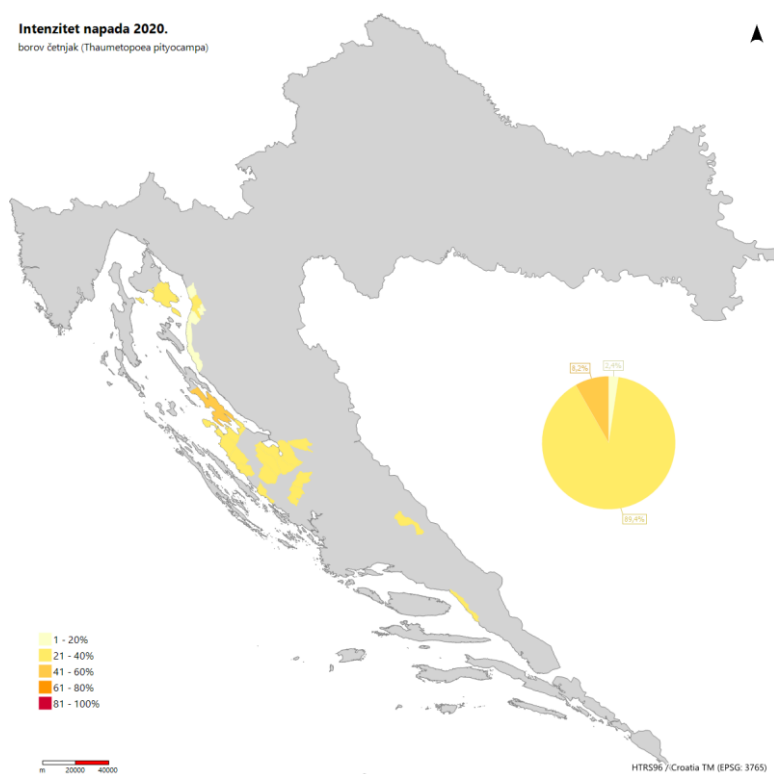 Intenzitet napada 2020.
borov četnjak (Thaumetopoea pityocampa)
8,2%
2,4%
89,4%
1 - 20%
21 - 40%
41 - 60%
61 - 80%
81 - 100%
m 20000 40000
HTRS96 / Croatia TM (EPSG: 3765)